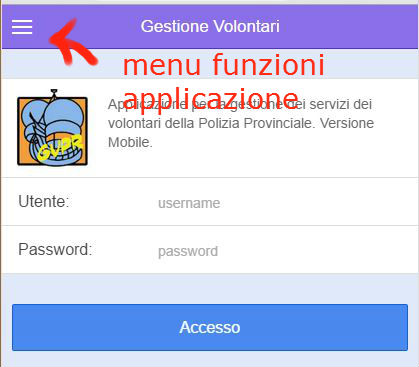 Gestione Volontari
menu funzioni
applicazione
Applicazione per la gestione dei servizi dei
volontari della Polizia Provinciale. Versione
Mobile.
GVPR
Utente: username
Password: password
Accesso